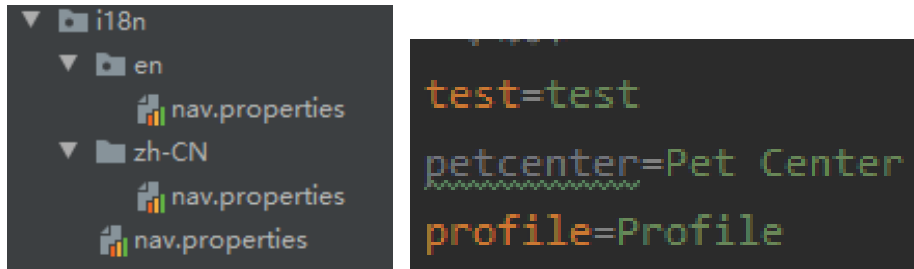 i18n
en
nav.properties
zh-CN
nav.properties
nav.properties
test=test
petcenter=Pet Center
profile=Profile